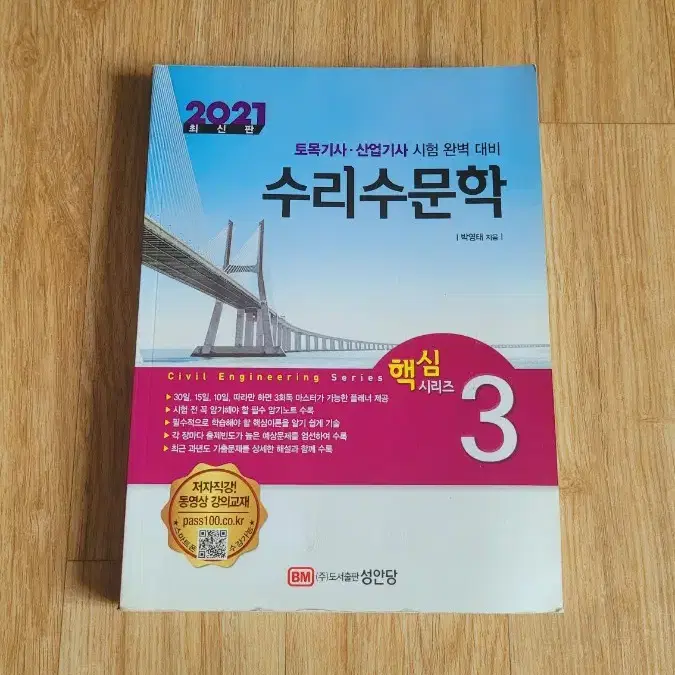 2021
최신판
토목기사·산업기사 시험 완벽 대비
수리수문학
[ 박영태 지음 ]
Civil Engineering Series
핵심
시리즈
3
▸ 30일, 15일, 10일, 따라만 하면 3회독 마스터가 가능한 플래너 제공
▸ 시험 전 꼭 암기해야 할 필수 암기노트 수록
▸ 필수적으로 학습해야 할 핵심이론을 알기 쉽게 기술
▸ 각 장마다 출제빈도가 높은 예상문제를 엄선하여 수록
▸ 최근 과년도 기출문제를 상세한 해설과 함께 수록
저자직강!
동영상 강의교재
pass100.co.kr
★스마트폰 수강가능★
BM (주)도서출판 성안당